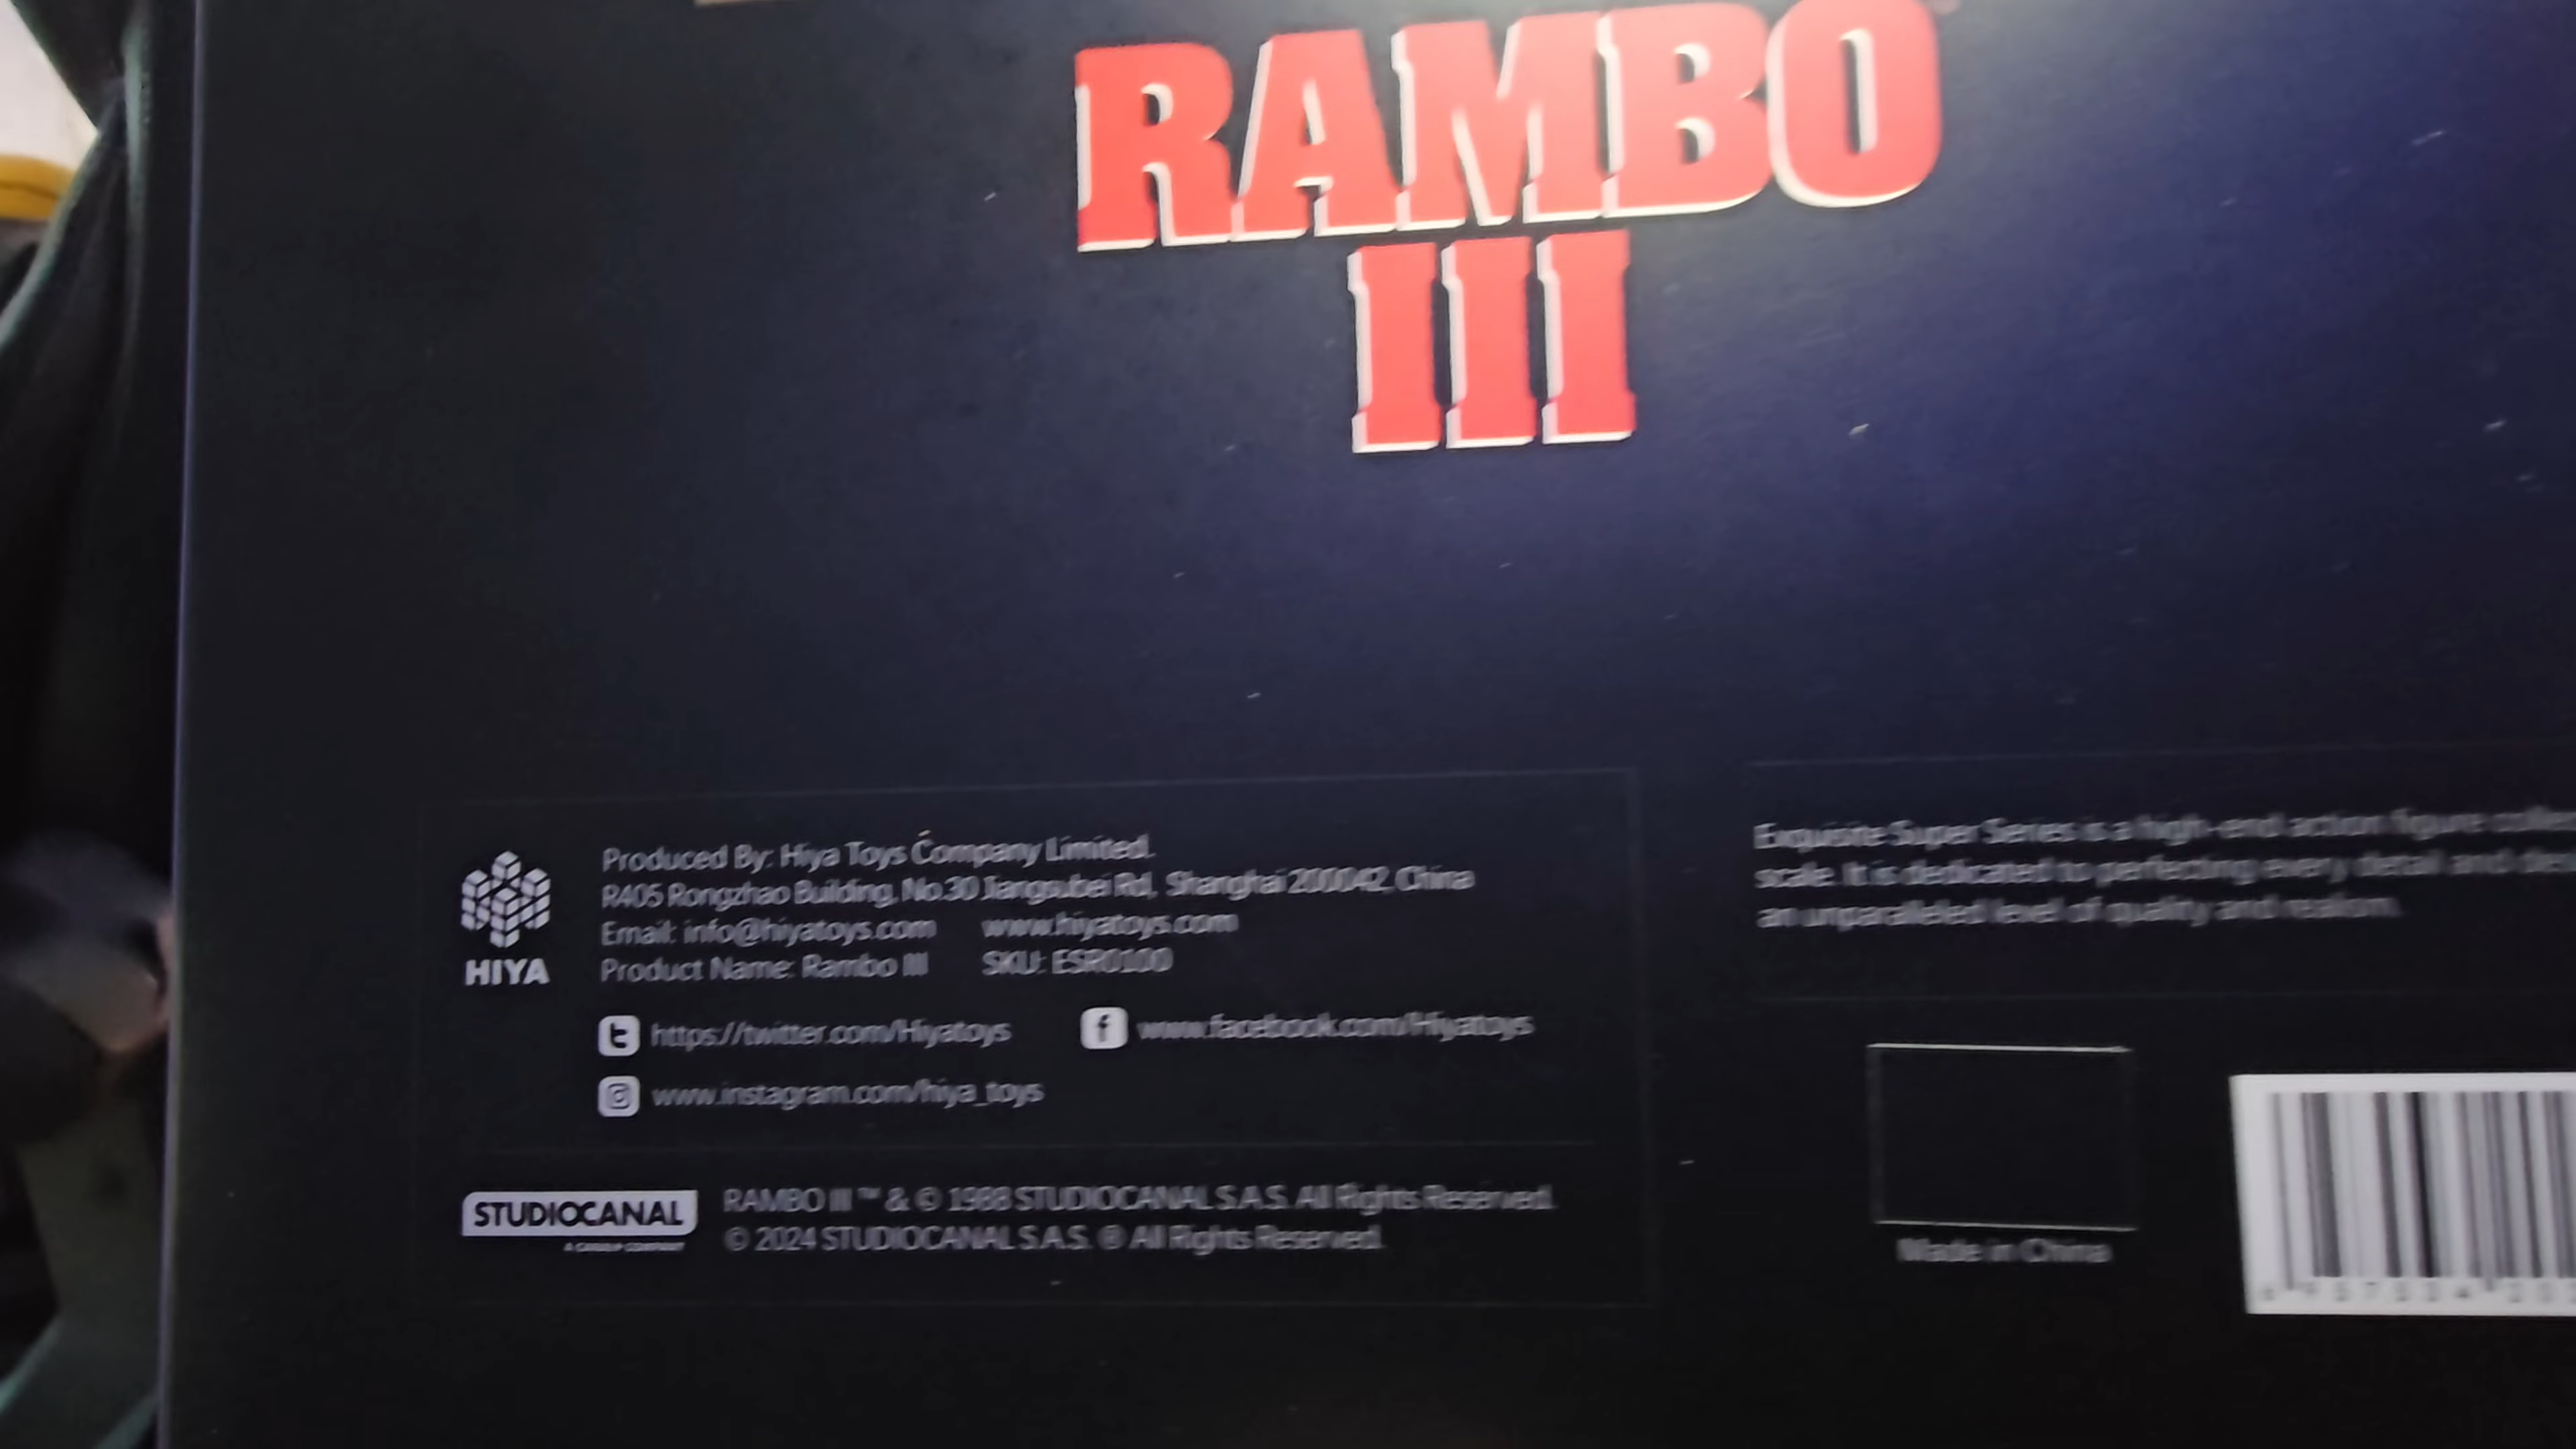 RAMBO
III
Produced By: Hiya Toys Company Limited.
R405 Rongzhao Building, No.30 Jiangsubei Rd, Shanghai 200042, China
Email: info@hiyatoys.com www.hiyatoys.com
Product Name: Rambo III SKU: ESR0100
HIYA
https://twitter.com/Hiyatoys www.facebook.com/Hiyatoys
www.instagram.com/hiya_toys
STUDIOCANAL
A CANAL+ COMPANY
RAMBO III ™ & © 1988 STUDIOCANAL S.A.S. All Rights Reserved.
© 2024 STUDIOCANAL S.A.S. ® All Rights Reserved.
Exquisite Super Series is a high-end action figure
scale. It is dedicated to perfecting every detail and
an unparalleled level of quality and realism.
Made in China